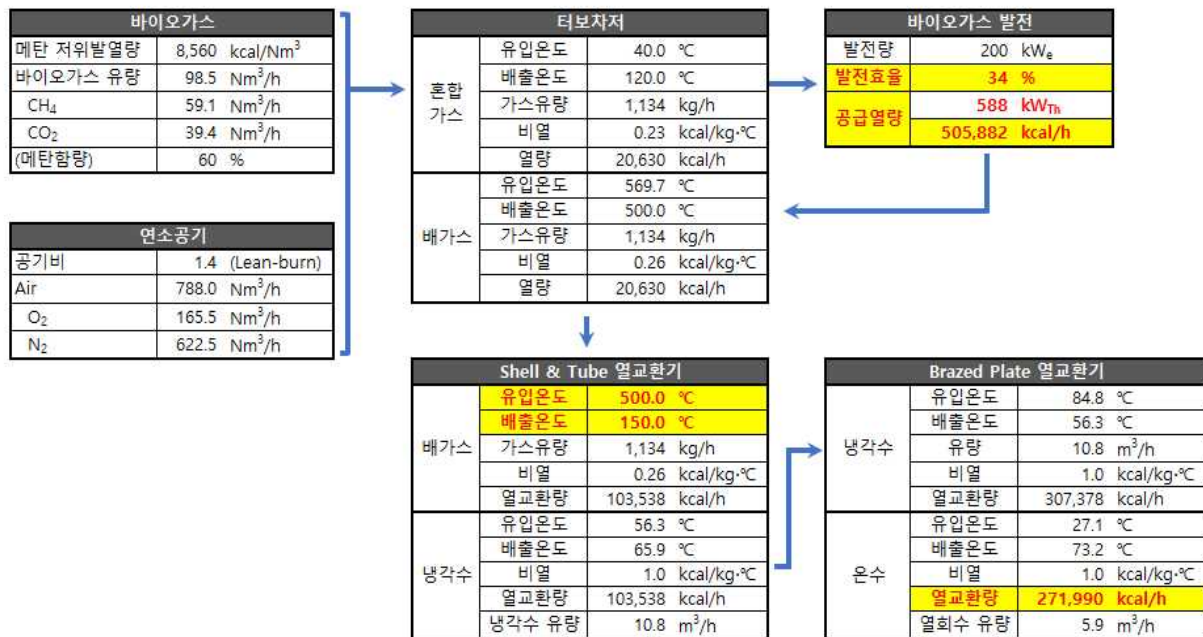 바이오가스
메탄 저위발열량 8,560 kcal/Nm³
바이오가스 유량 98.5 Nm³/h
CH₄ 59.1 Nm³/h
CO₂ 39.4 Nm³/h
(메탄함량) 60 %
연소공기
공기비 1.4 (Lean-burn)
Air 788.0 Nm³/h
O₂ 165.5 Nm³/h
N₂ 622.5 Nm³/h
터보차저
혼합가스
유입온도 40.0 ℃
배출온도 120.0 ℃
가스유량 1,134 kg/h
비열 0.23 kcal/kg·℃
열량 20,630 kcal/h
배가스
유입온도 569.7 ℃
배출온도 500.0 ℃
가스유량 1,134 kg/h
비열 0.26 kcal/kg·℃
열량 20,630 kcal/h
바이오가스 발전
발전량 200 kWₑ
발전효율 34 %
공급열량 588 kW_Th
505,882 kcal/h
Shell & Tube 열교환기
배가스
유입온도 500.0 ℃
배출온도 150.0 ℃
가스유량 1,134 kg/h
비열 0.26 kcal/kg·℃
열교환량 103,538 kcal/h
냉각수
유입온도 56.3 ℃
배출온도 65.9 ℃
비열 1.0 kcal/kg·℃
열교환량 103,538 kcal/h
냉각수 유량 10.8 m³/h
Brazed Plate 열교환기
냉각수
유입온도 84.8 ℃
배출온도 56.3 ℃
유량 10.8 m³/h
비열 1.0 kcal/kg·℃
열교환량 307,378 kcal/h
온수
유입온도 27.1 ℃
배출온도 73.2 ℃
비열 1.0 kcal/kg·℃
열교환량 271,990 kcal/h
열회수 유량 5.9 m³/h